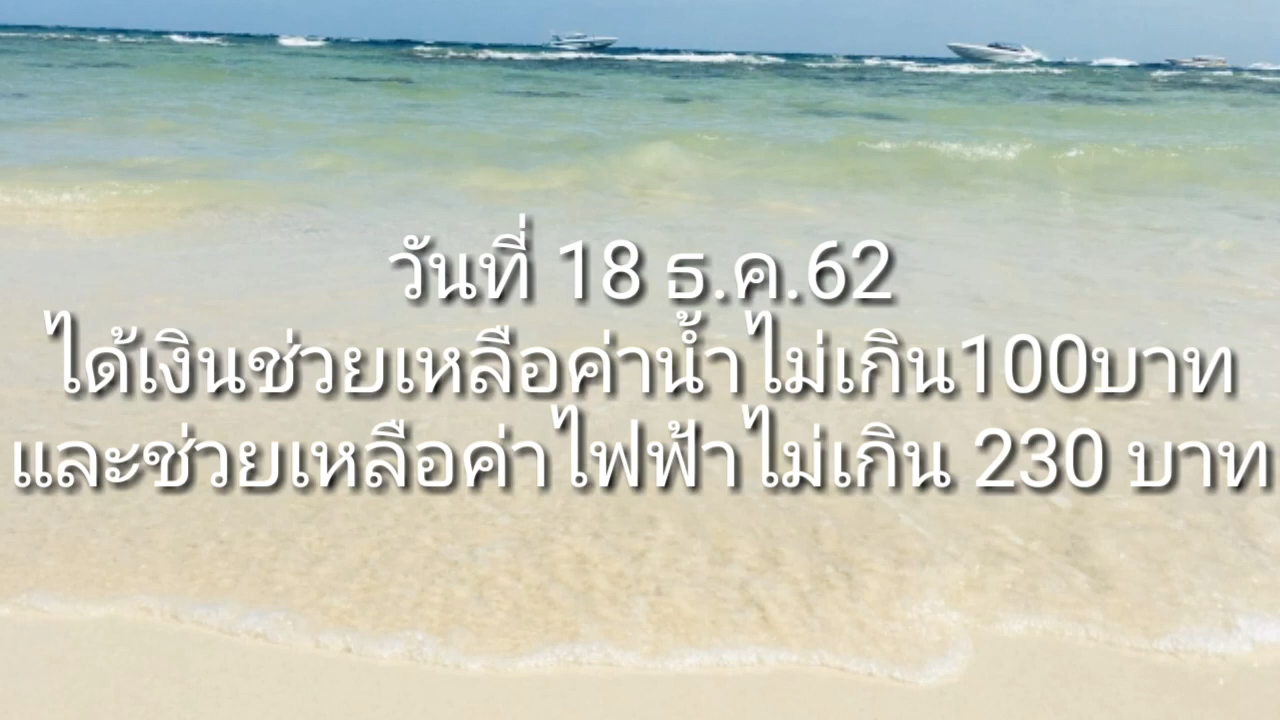 วันที่ 18 ธ.ค.62
ได้เงินช่วยเหลือค่าน้ำไม่เกิน100บาท
และช่วยเหลือค่าไฟฟ้าไม่เกิน 230 บาท